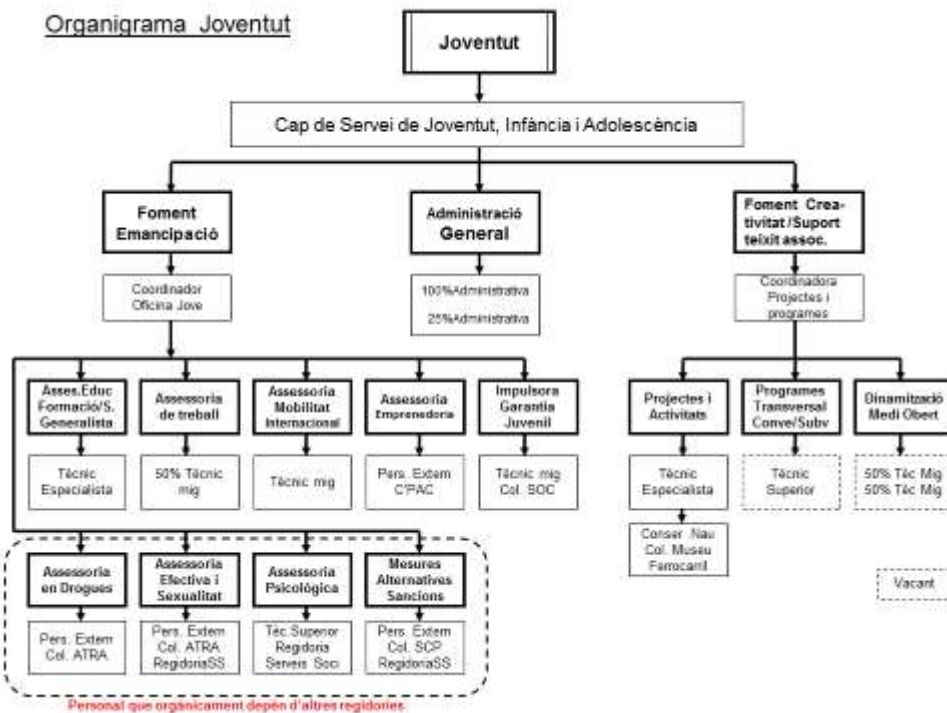 Organigrama Joventut
Joventut
Cap de Servei de Joventut, Infància i Adolescència
Foment
Emancipació
Administració
General
Foment Crea-
tivitat /Suport
teixit assoc.
Coordinador
Oficina Jove
100%Administrativa
25%Administrativa
Coordinadora
Projectes i
programes
Asses.Educ
Formació/S.
Generalista
Assessoria
de treball
Assessoria
Mobilitat
Internacional
Assessoria
Emprenedoria
Impulsora
Garantia
Juvenil
Projectes i
Activitats
Programes
Transversal
Conve/Subv
Dinamització
Medi Obert
Tècnic
Especialista
50% Tècnic
mig
Tècnic mig
Pers. Extern
C'PAC
Tècnic mig
Col. SOC
Tècnic
Especialista
Tècnic
Superior
50% Tèc Mig
50% Tèc Mig
Conser .Nau
Col. Museu
Ferrocarril
Assessoria
en Drogues
Assessoria
Efectiva i
Sexualitat
Assessoria
Psicològica
Mesures
Alternatives
Sancions
Vacant
Pers. Extern
Col. ATRA
Pers. Extern
Col. ATRA
RegidoriaSS
Tèc.Superior
Regidoria
Serveis Soci
Pers. Extern
Col. SCP
RegidoriaSS
Personal que orgànicament depèn d'altres regidories